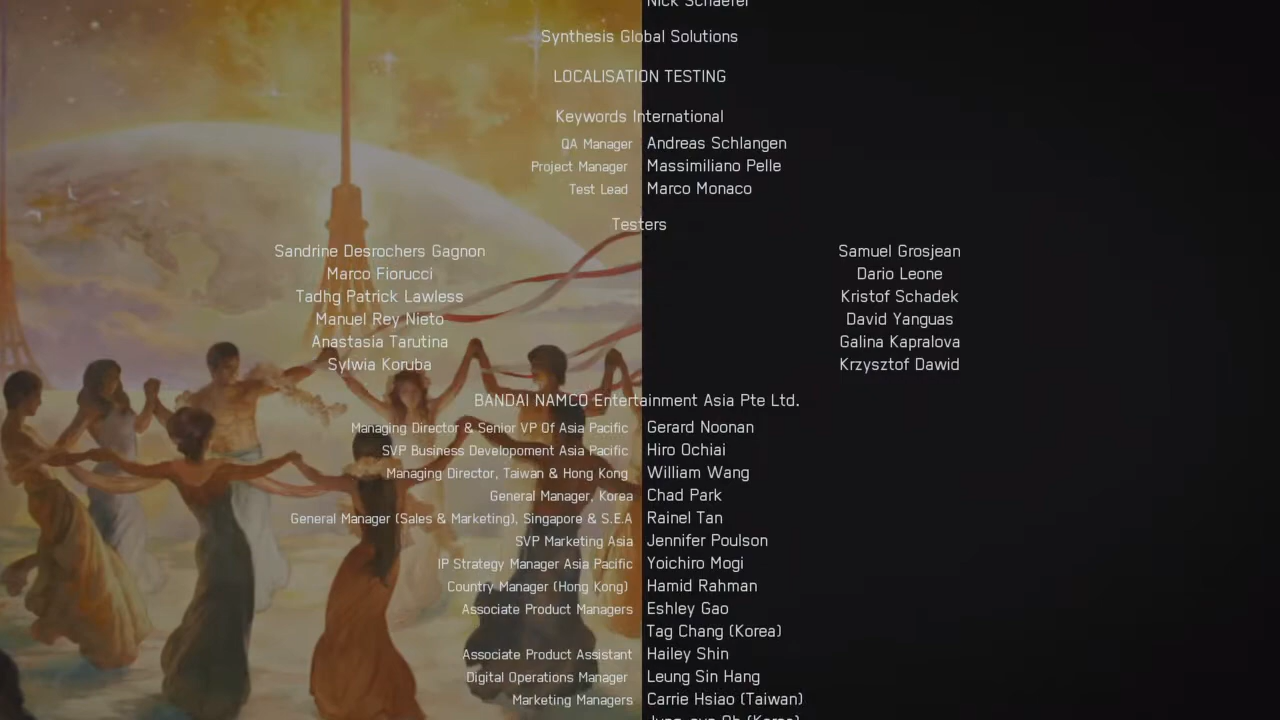 Nick Schaefer
Synthesis Global Solutions
LOCALISATION TESTING
Keywords International
QA Manager Andreas Schlangen
Project Manager Massimiliano Pelle
Test Lead Marco Monaco
Testers
Sandrine Desrochers Gagnon Samuel Grosjean
Marco Fiorucci Dario Leone
Tadhg Patrick Lawless Kristof Schadek
Manuel Rey Nieto David Yanguas
Anastasia Tarutina Galina Kapralova
Sylwia Koruba Krzysztof Dawid
BANDAI NAMCO Entertainment Asia Pte Ltd.
Managing Director & Senior VP Of Asia Pacific Gerard Noonan
SVP Business Developoment Asia Pacific Hiro Ochiai
Managing Director, Taiwan & Hong Kong William Wang
General Manager, Korea Chad Park
General Manager (Sales & Marketing), Singapore & S.E.A Rainel Tan
SVP Marketing Asia Jennifer Poulson
IP Strategy Manager Asia Pacific Yoichiro Mogi
Country Manager (Hong Kong) Hamid Rahman
Associate Product Managers Eshley Gao
Tag Chang (Korea)
Associate Product Assistant Hailey Shin
Digital Operations Manager Leung Sin Hang
Marketing Managers Carrie Hsiao (Taiwan)
(Korea)